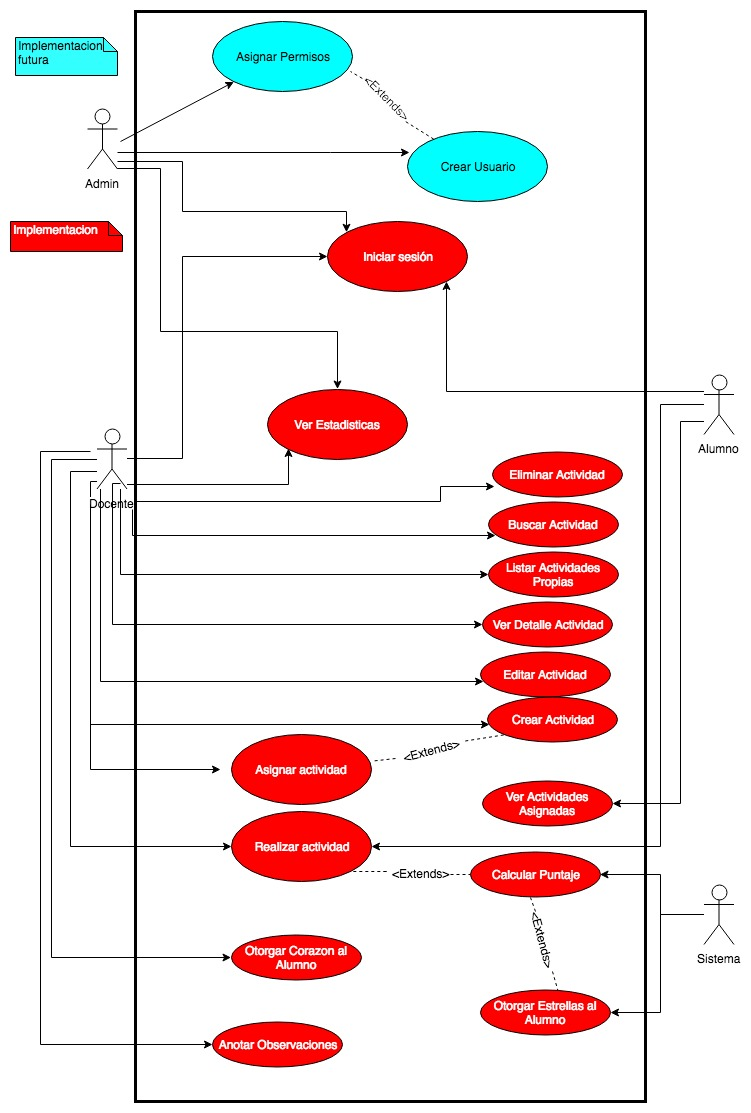 Implementacion
futura
Asignar Permisos
<Extends>
Crear Usuario
Admin
Implementacion
Iniciar sesión
Ver Estadisticas
Alumno
Docente
Eliminar Actividad
Buscar Actividad
Listar Actividades
Propias
Ver Detalle Actividad
Editar Actividad
Crear Actividad
<Extends>
Asignar actividad
Ver Actividades
Asignadas
Realizar actividad
<Extends>
Calcular Puntaje
<Extends>
Sistema
Otorgar Corazon al
Alumno
Otorgar Estrellas al
Alumno
Anotar Observaciones